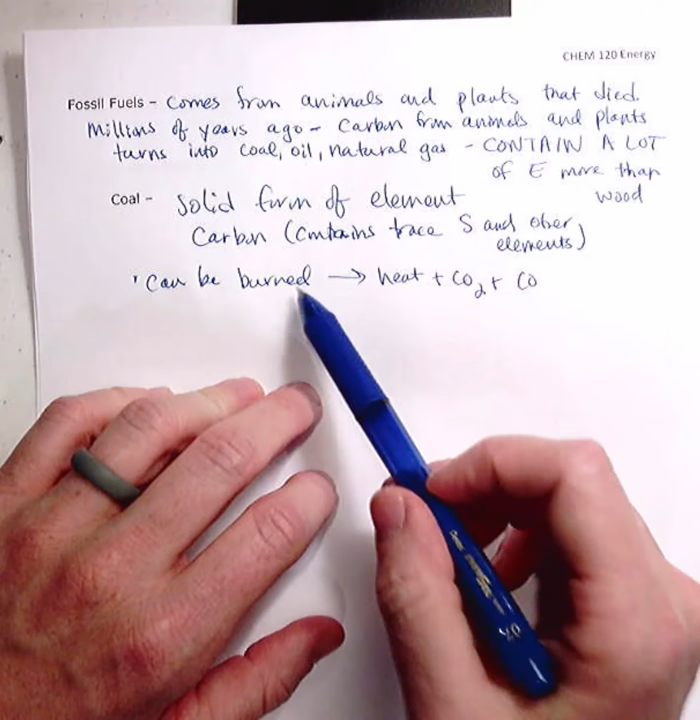 CHEM 120 Energy
Fossil Fuels - Comes from animals and plants that died
Millions of years ago - Carbon from animals and plants
turns into coal, oil, natural gas - CONTAIN A LOT
of E more than
wood
Coal - Solid form of element
Carbon (contains trace S and other
elements)
· Can be burned → heat + CO₂ + CO